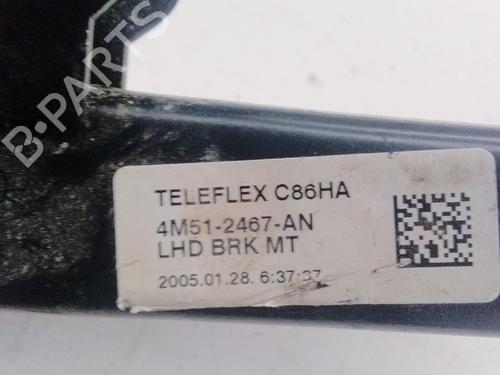 B-PARTS
TELEFLEX C86HA
4M51-2467-AN
LHD BRK MT
2005.01.28. 6:37:37